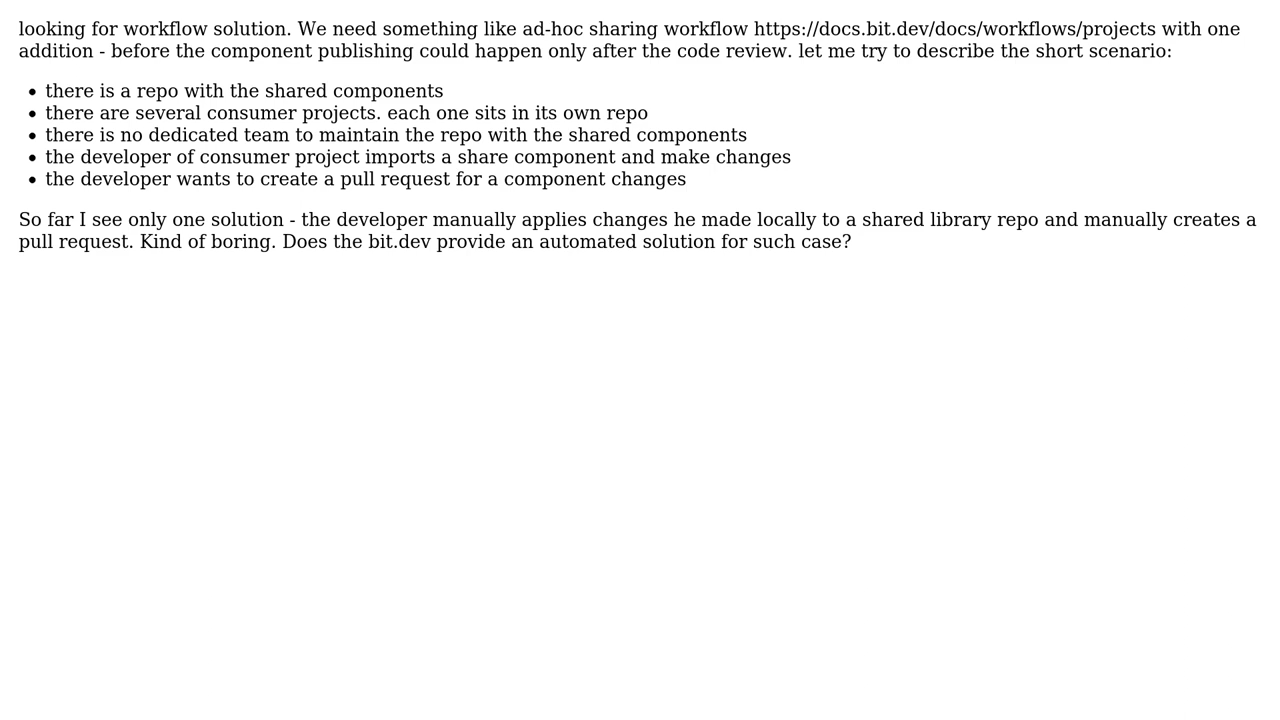 looking for workflow solution. We need something like ad-hoc sharing workflow https://docs.bit.dev/docs/workflows/projects with one
addition - before the component publishing could happen only after the code review. let me try to describe the short scenario:
• there is a repo with the shared components
• there are several consumer projects. each one sits in its own repo
• there is no dedicated team to maintain the repo with the shared components
• the developer of consumer project imports a share component and make changes
• the developer wants to create a pull request for a component changes
So far I see only one solution - the developer manually applies changes he made locally to a shared library repo and manually creates a
pull request. Kind of boring. Does the bit.dev provide an automated solution for such case?